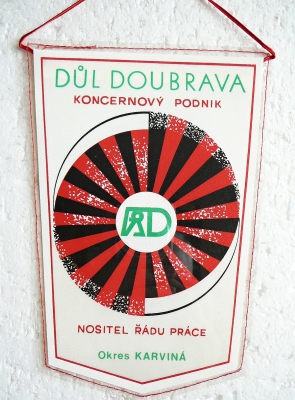 DŮL DOUBRAVA
KONCERNOVÝ PODNIK
NOSITEL ŘÁDU PRÁCE
Okres KARVINÁ